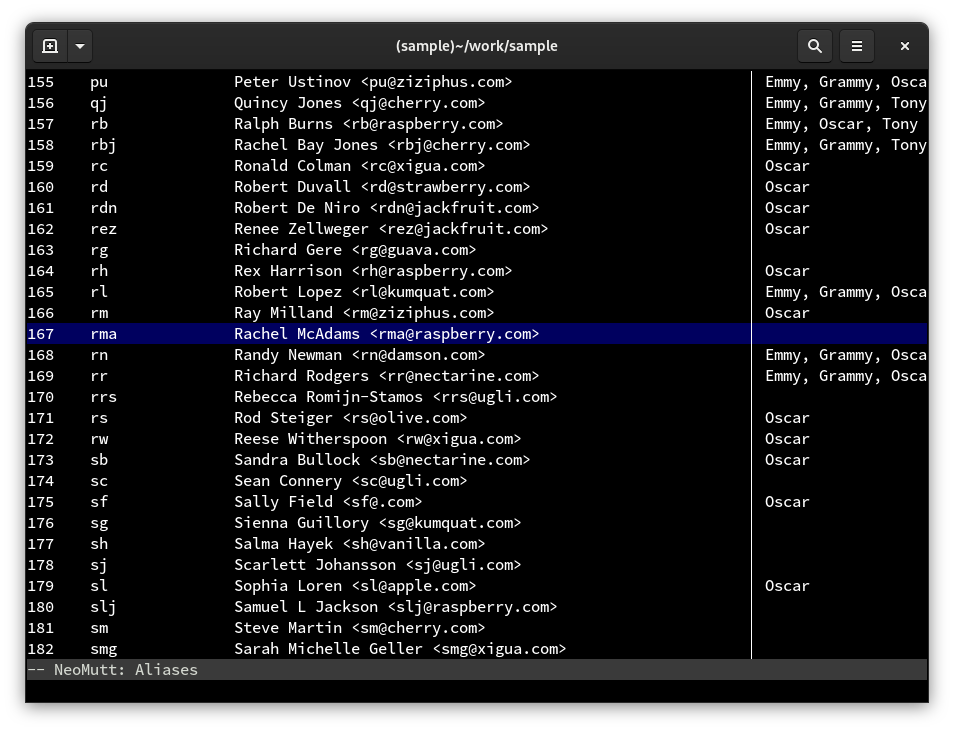 (sample)~/work/sample
155 pu Peter Ustinov <pu@ziziphus.com> Emmy, Grammy, Osca
156 qj Quincy Jones <qj@cherry.com> Emmy, Grammy, Tony
157 rb Ralph Burns <rb@raspberry.com> Emmy, Oscar, Tony
158 rbj Rachel Bay Jones <rbj@cherry.com> Emmy, Grammy, Tony
159 rc Ronald Colman <rc@xigua.com> Oscar
160 rd Robert Duvall <rd@strawberry.com> Oscar
161 rdn Robert De Niro <rdn@jackfruit.com> Oscar
162 rez Renee Zellweger <rez@jackfruit.com> Oscar
163 rg Richard Gere <rg@guava.com>
164 rh Rex Harrison <rh@raspberry.com> Oscar
165 rl Robert Lopez <rl@kumquat.com> Emmy, Grammy, Osca
166 rm Ray Milland <rm@ziziphus.com> Oscar
167 rma Rachel McAdams <rma@raspberry.com>
168 rn Randy Newman <rn@damson.com> Emmy, Grammy, Osca
169 rr Richard Rodgers <rr@nectarine.com> Emmy, Grammy, Osca
170 rrs Rebecca Romijn-Stamos <rrs@ugli.com>
171 rs Rod Steiger <rs@olive.com> Oscar
172 rw Reese Witherspoon <rw@xigua.com> Oscar
173 sb Sandra Bullock <sb@nectarine.com> Oscar
174 sc Sean Connery <sc@ugli.com>
175 sf Sally Field <sf@.com> Oscar
176 sg Sienna Guillory <sg@kumquat.com>
177 sh Salma Hayek <sh@vanilla.com>
178 sj Scarlett Johansson <sj@ugli.com>
179 sl Sophia Loren <sl@apple.com> Oscar
180 slj Samuel L Jackson <slj@raspberry.com>
181 sm Steve Martin <sm@cherry.com>
182 smg Sarah Michelle Geller <smg@xigua.com>
-- NeoMutt: Aliases